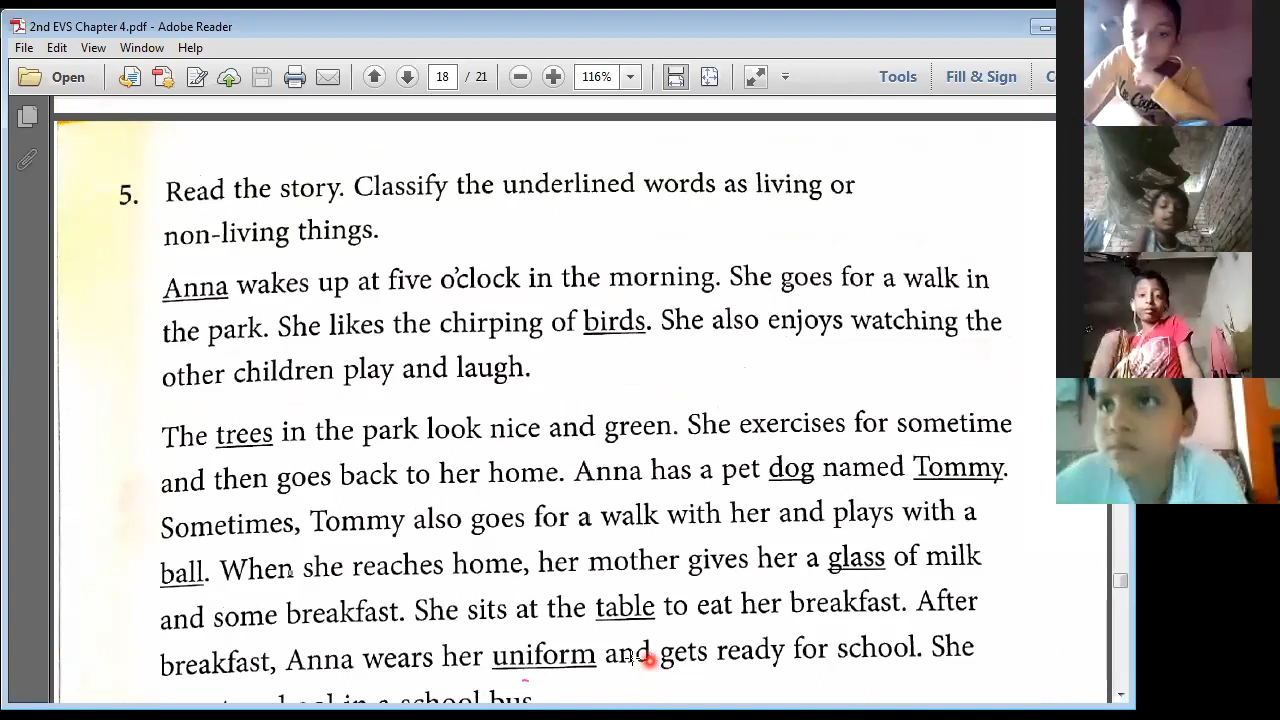 2nd EVS Chapter 4.pdf - Adobe Reader
File Edit View Window Help
Open 18 / 21 116% Tools Fill & Sign
5. Read the story. Classify the underlined words as living or
non-living things.
Anna wakes up at five o'clock in the morning. She goes for a walk in
the park. She likes the chirping of birds. She also enjoys watching the
other children play and laugh.
The trees in the park look nice and green. She exercises for sometime
and then goes back to her home. Anna has a pet dog named Tommy.
Sometimes, Tommy also goes for a walk with her and plays with a
ball. When she reaches home, her mother gives her a glass of milk
and some breakfast. She sits at the table to eat her breakfast. After
breakfast, Anna wears her uniform and gets ready for school. She
in a school bus